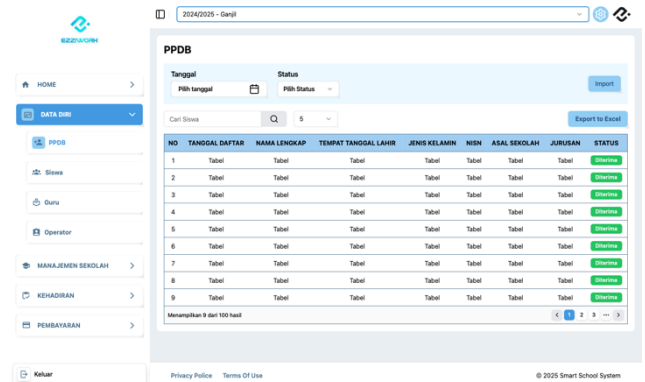 EZZIWORH
2024/2025 - Ganjil
PPDB
Tanggal
Status
Pilih tanggal
Pilih Status
Import
Cari Siswa
5
Export to Excel
HOME
DATA DIRI
PPDB
Siswa
Guru
Operator
MANAJEMEN SEKOLAH
KEHADIRAN
PEMBAYARAN
Keluar
NO TANGGAL DAFTAR NAMA LENGKAP TEMPAT TANGGAL LAHIR JENIS KELAMIN NISN ASAL SEKOLAH JURUSAN STATUS
1 Tabel Tabel Tabel Tabel Tabel Tabel Tabel Diterima
2 Tabel Tabel Tabel Tabel Tabel Tabel Tabel Diterima
3 Tabel Tabel Tabel Tabel Tabel Tabel Tabel Diterima
4 Tabel Tabel Tabel Tabel Tabel Tabel Tabel Diterima
5 Tabel Tabel Tabel Tabel Tabel Tabel Tabel Diterima
6 Tabel Tabel Tabel Tabel Tabel Tabel Tabel Diterima
7 Tabel Tabel Tabel Tabel Tabel Tabel Tabel Diterima
8 Tabel Tabel Tabel Tabel Tabel Tabel Tabel Diterima
9 Tabel Tabel Tabel Tabel Tabel Tabel Tabel Diterima
Menampilkan 9 dari 100 hasil
< 1 2 3 ... >
Privacy Police Terms Of Use
© 2025 Smart School System